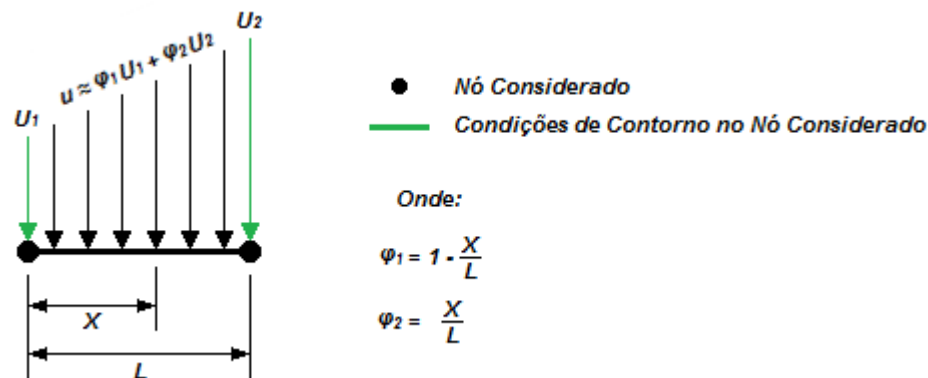 U₂
u ≈ φ₁U₁ + φ₂U₂
U₁
Nó Considerado
Condições de Contorno no Nó Considerado
Onde:
φ₁ = 1 - X/L
φ₂ = X/L
X
L